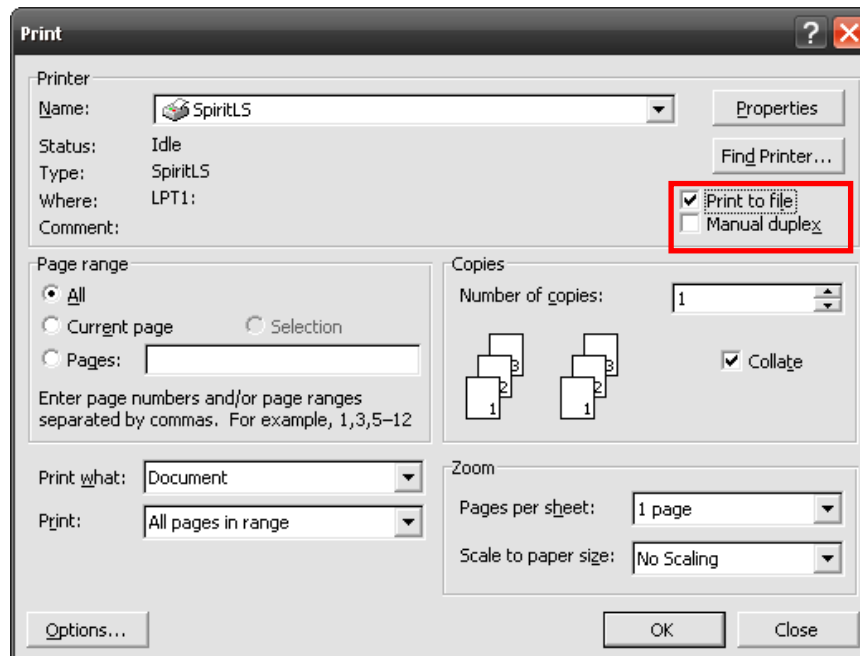 Print
Printer
Name: SpiritLS Properties
Status: Idle
Find Printer...
Type: SpiritLS
Where: LPT1:
Print to file
Comment:
Manual duplex
Page range
All
Current page Selection
Pages:
Enter page numbers and/or page ranges
separated by commas. For example, 1,3,5–12
Copies
Number of copies: 1
3 3
2 2
1 1
Collate
Print what: Document
Print: All pages in range
Zoom
Pages per sheet: 1 page
Scale to paper size: No Scaling
Options... OK Close